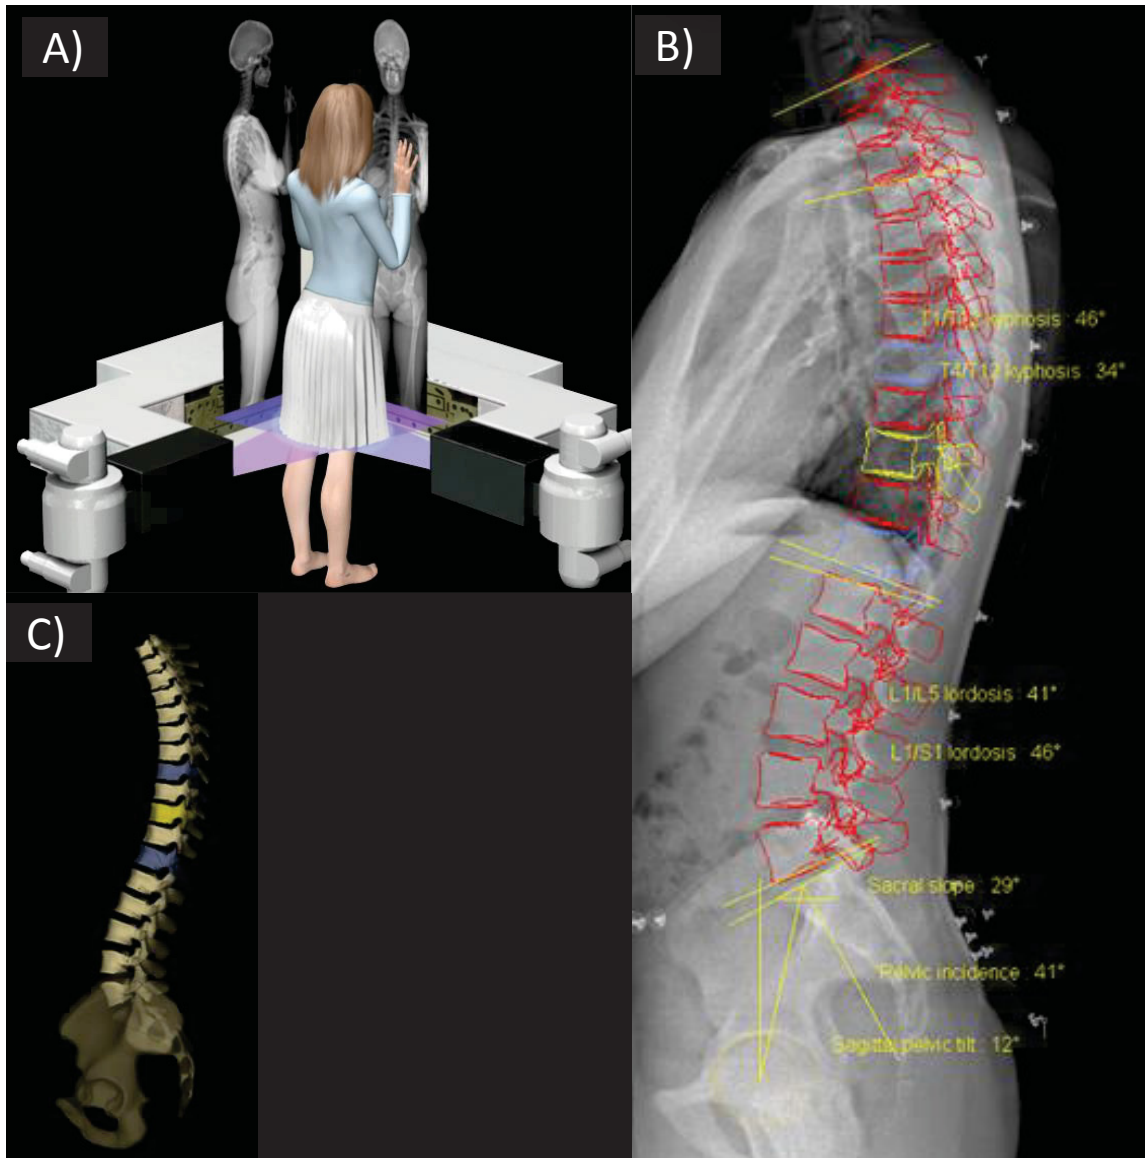 A)
B)
T1/T12 kyphosis : 46°
T4/T12 kyphosis : 34°
L1/L5 lordosis : 41°
L1/S1 lordosis : 46°
Sacral slope : 29°
Pelvic incidence : 41°
Sagittal pelvic tilt : 12°
C)